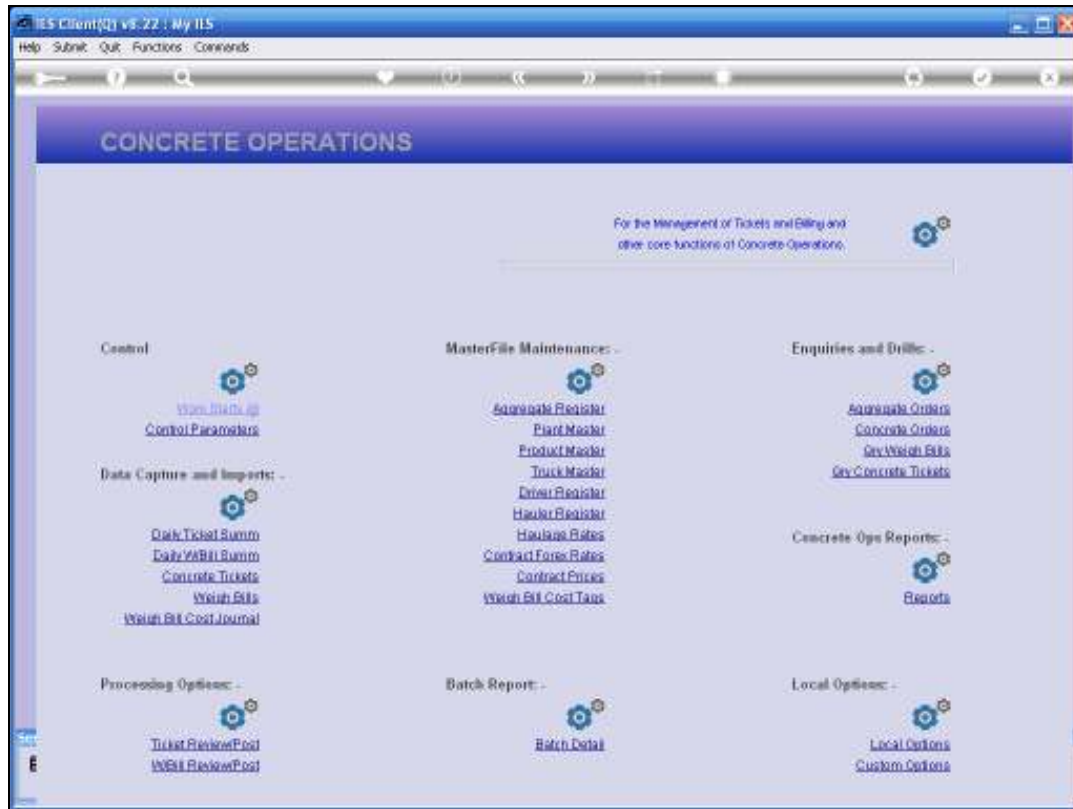 IES Client(Q) v8.22 : My IES
Help Submit Quit Functions Commands
CONCRETE OPERATIONS
For the Management of Tickets and Billing and
other core functions of Concrete Operations.
Control
Control Parameters
Data Capture and Imports: -
Daily Ticket Summ
Daily WBill Summ
Concrete Tickets
Weigh Bills
Weigh Bill Cost Journal
Processing Options: -
Ticket Review/Post
WBill Review/Post
MasterFile Maintenance: -
Aggregate Register
Plant Master
Product Master
Truck Master
Driver Register
Hauler Register
Haulage Rates
Contract Forex Rates
Contract Prices
Weigh Bill Cost Tags
Batch Report: -
Batch Detail
Enquiries and Drills: -
Aggregate Orders
Concrete Orders
Qry Weigh Bills
Qry Concrete Tickets
Concrete Ops Reports: -
Reports
Local Options: -
Local Options
Custom Options